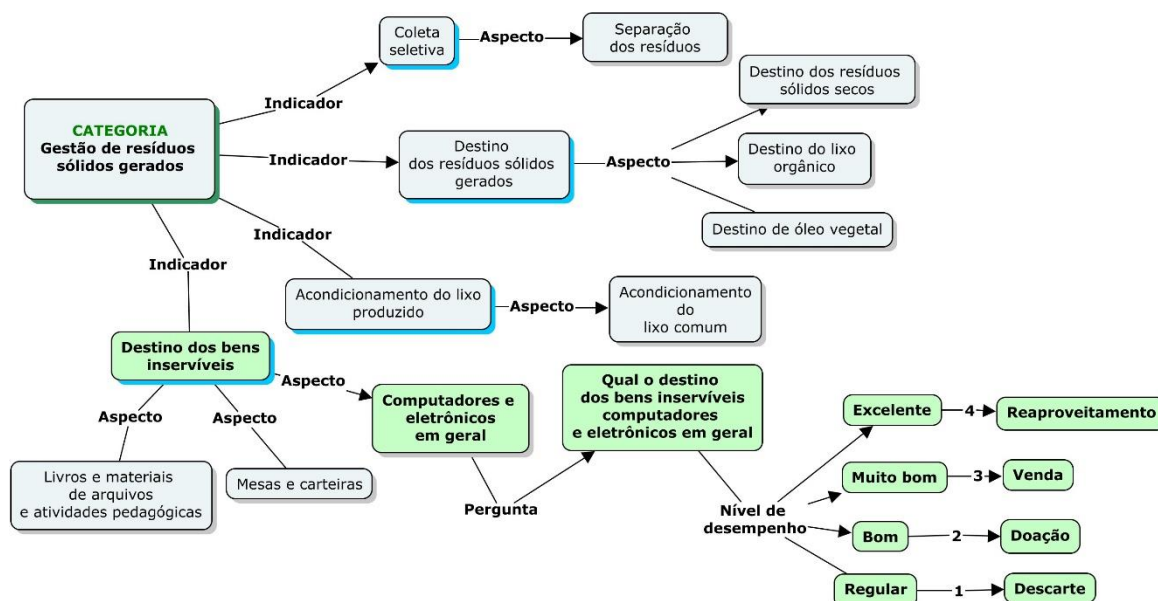 Coleta
seletiva
Aspecto
Separação
dos resíduos
Indicador
CATEGORIA
Gestão de resíduos
sólidos gerados
Indicador
Destino
dos resíduos sólidos
gerados
Aspecto
Destino dos resíduos
sólidos secos
Destino do lixo
orgânico
Destino de óleo vegetal
Indicador
Acondicionamento do lixo
produzido
Aspecto
Acondicionamento
do
lixo comum
Indicador
Destino dos bens
inservíveis
Aspecto
Livros e materiais
de arquivos
e atividades pedagógicas
Aspecto
Mesas e carteiras
Aspecto
Computadores e
eletrônicos
em geral
Pergunta
Qual o destino
dos bens inservíveis
computadores
e eletrônicos em geral
Nível de
desempenho
Excelente
4
Reaproveitamento
Muito bom
3
Venda
Bom
2
Doação
Regular
1
Descarte